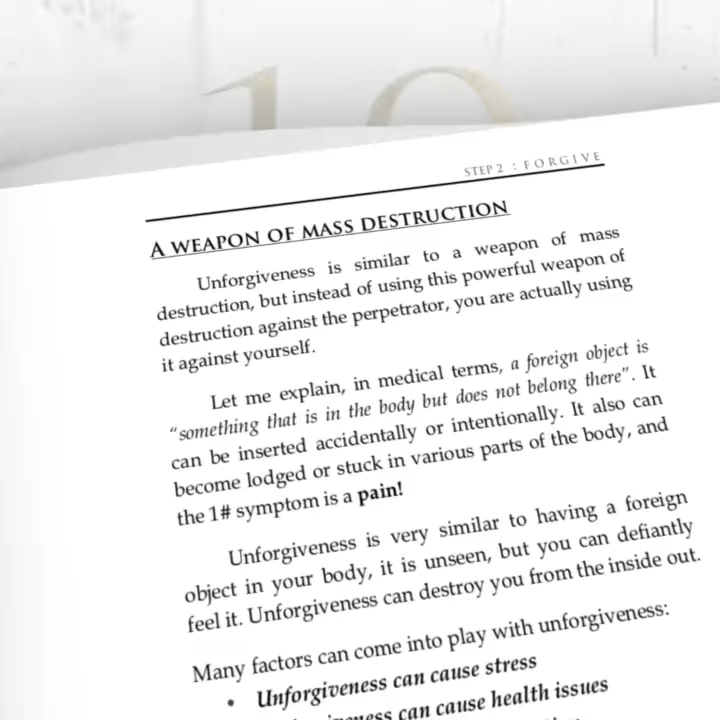 10
STEP 2 : FORGIVE
A WEAPON OF MASS DESTRUCTION
Unforgiveness is similar to a weapon of mass
destruction, but instead of using this powerful weapon of
destruction against the perpetrator, you are actually using
it against yourself.
Let me explain, in medical terms, a foreign object is
“something that is in the body but does not belong there”. It
can be inserted accidentally or intentionally. It also can
become lodged or stuck in various parts of the body, and
the 1# symptom is a pain!
Unforgiveness is very similar to having a foreign
object in your body, it is unseen, but you can defiantly
feel it. Unforgiveness can destroy you from the inside out.
Many factors can come into play with unforgiveness:
• Unforgiveness can cause stress
can cause health issues